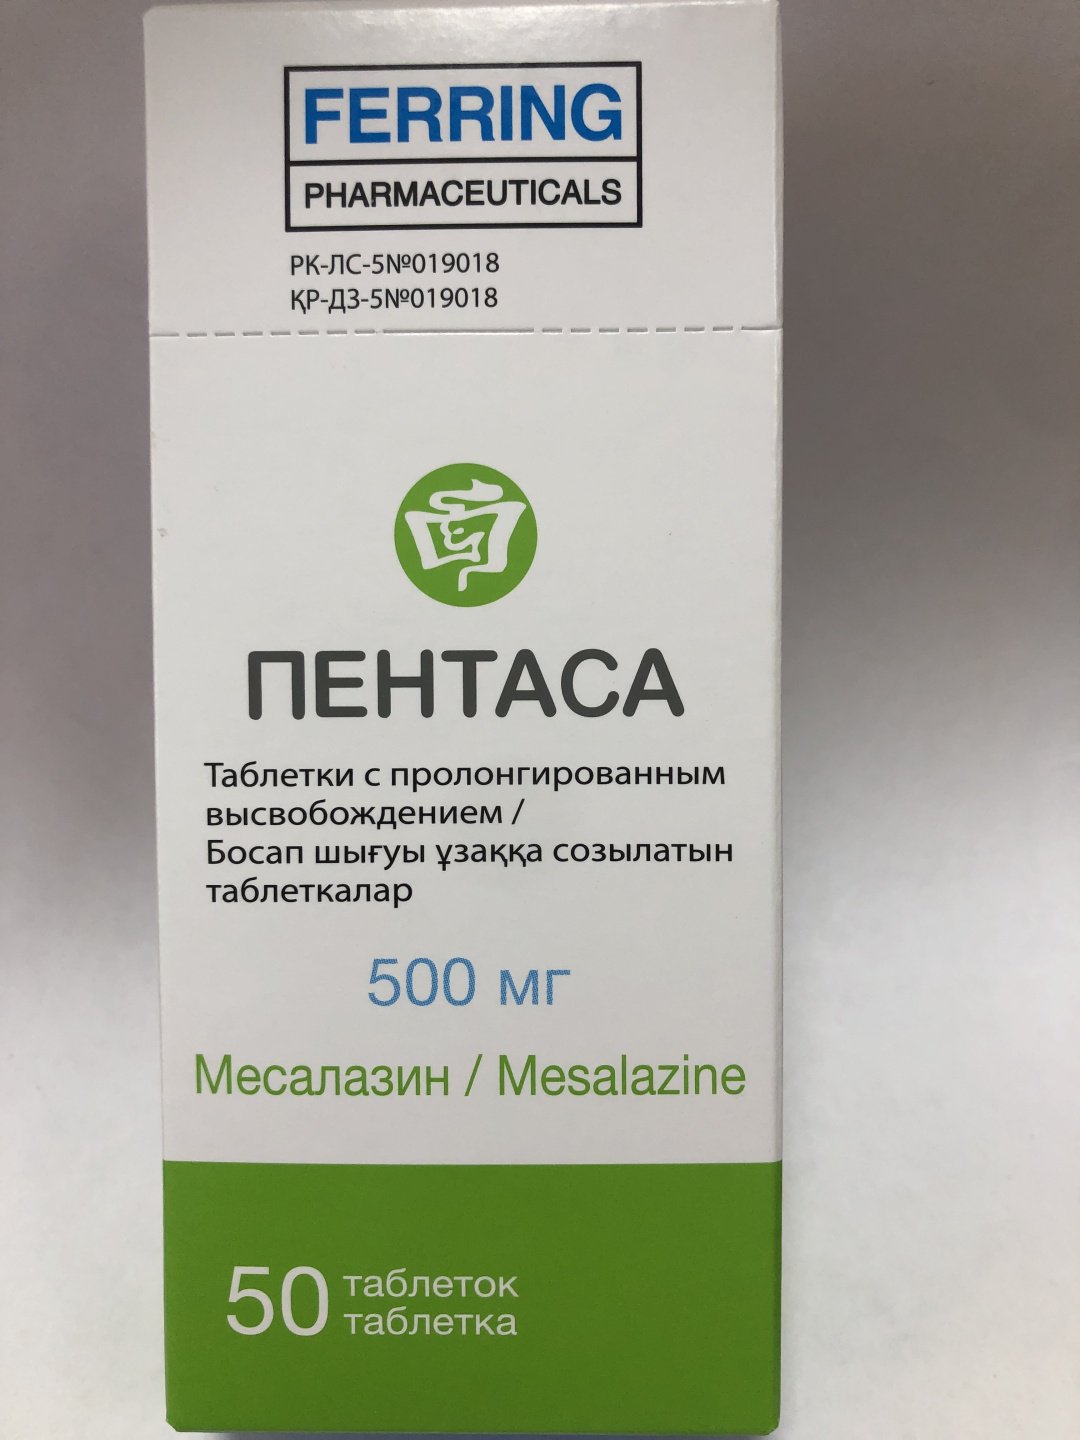 FERRING
PHARMACEUTICALS
РК-ЛС-5№019018
ҚР-ДЗ-5№019018
ПЕНТАСА
Таблетки с пролонгированным
высвобождением /
Босап шығуы ұзаққа созылатын
таблеткалар
500 мг
Месалазин / Mesalazine
50 таблеток
таблетка